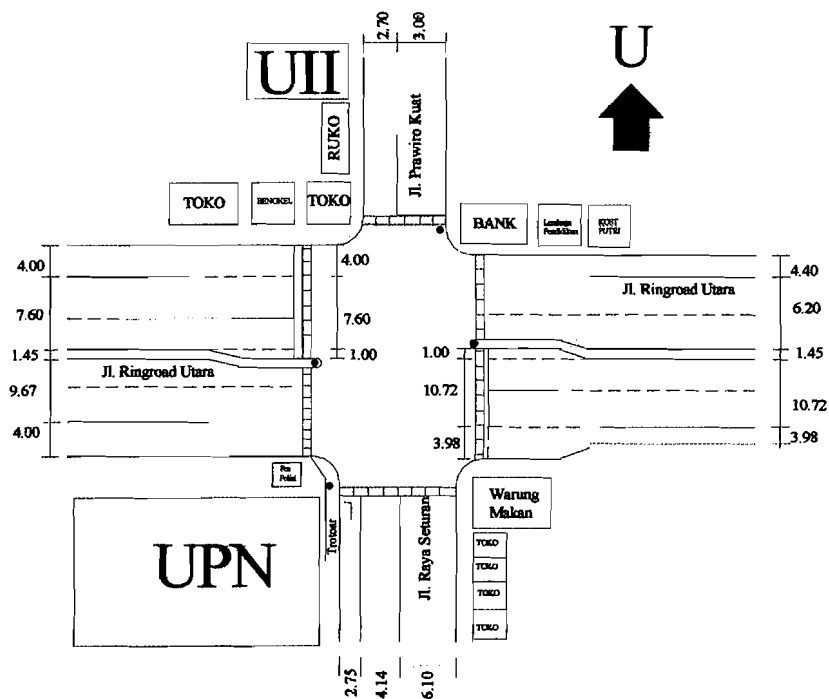 2.70
3.00
UII
U
RUKO
Jl. Prawiro Kuat
TOKO
BENGKEL
TOKO
BANK
Lembaga
Pendidikan
KOST
PUTRI
4.00
4.00
4.40
Jl. Ringroad Utara
7.60
7.60
6.20
1.45
1.00
1.00
1.45
Jl. Ringroad Utara
9.67
10.72
10.72
4.00
3.98
3.98
Pos
Polisi
Warung
Makan
UPN
Trotoar
Jl. Raya Seturan
TOKO
TOKO
TOKO
TOKO
2.75
4.14
6.10